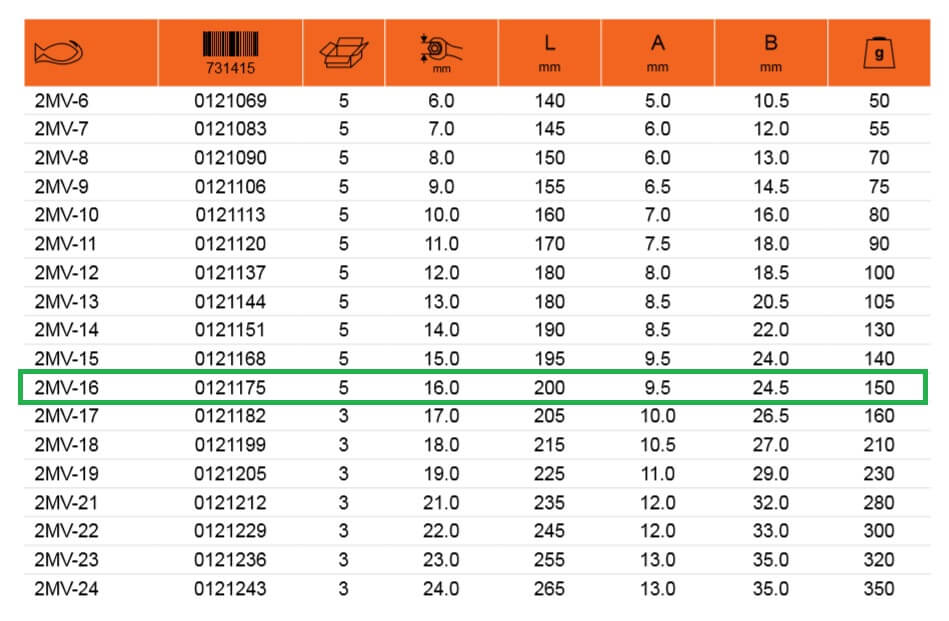 731415 mm L mm A mm B mm g
2MV-6 0121069 5 6.0 140 5.0 10.5 50
2MV-7 0121083 5 7.0 145 6.0 12.0 55
2MV-8 0121090 5 8.0 150 6.0 13.0 70
2MV-9 0121106 5 9.0 155 6.5 14.5 75
2MV-10 0121113 5 10.0 160 7.0 16.0 80
2MV-11 0121120 5 11.0 170 7.5 18.0 90
2MV-12 0121137 5 12.0 180 8.0 18.5 100
2MV-13 0121144 5 13.0 180 8.5 20.5 105
2MV-14 0121151 5 14.0 190 8.5 22.0 130
2MV-15 0121168 5 15.0 195 9.5 24.0 140
2MV-16 0121175 5 16.0 200 9.5 24.5 150
2MV-17 0121182 3 17.0 205 10.0 26.5 160
2MV-18 0121199 3 18.0 215 10.5 27.0 210
2MV-19 0121205 3 19.0 225 11.0 29.0 230
2MV-21 0121212 3 21.0 235 12.0 32.0 280
2MV-22 0121229 3 22.0 245 12.0 33.0 300
2MV-23 0121236 3 23.0 255 13.0 35.0 320
2MV-24 0121243 3 24.0 265 13.0 35.0 350